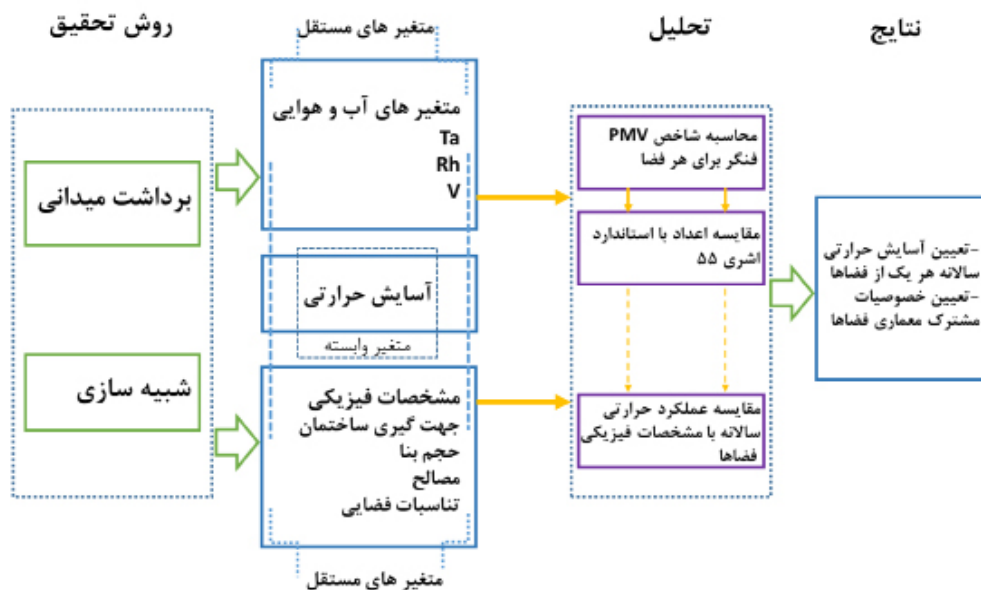 روش تحقیق
برداشت میدانی
شبیه سازی
متغیر های مستقل
متغیر های آب و هوایی
Ta
Rh
V
آسایش حرارتی
متغیر وابسته
مشخصات فیزیکی
جهت گیری ساختمان
حجم بنا
مصالح
تناسبات فضایی
متغیر های مستقل
تحلیل
محاسبه شاخص PMV
فنگر برای هر فضا
مقایسه اعداد با استاندارد
اشری ۵۵
مقایسه عملکرد حرارتی
سالانه با مشخصات فیزیکی
فضاها
نتایج
-تعیین آسایش حرارتی
سالانه هر یک از فضاها
-تعیین خصوصیات
مشترک معماری فضاها